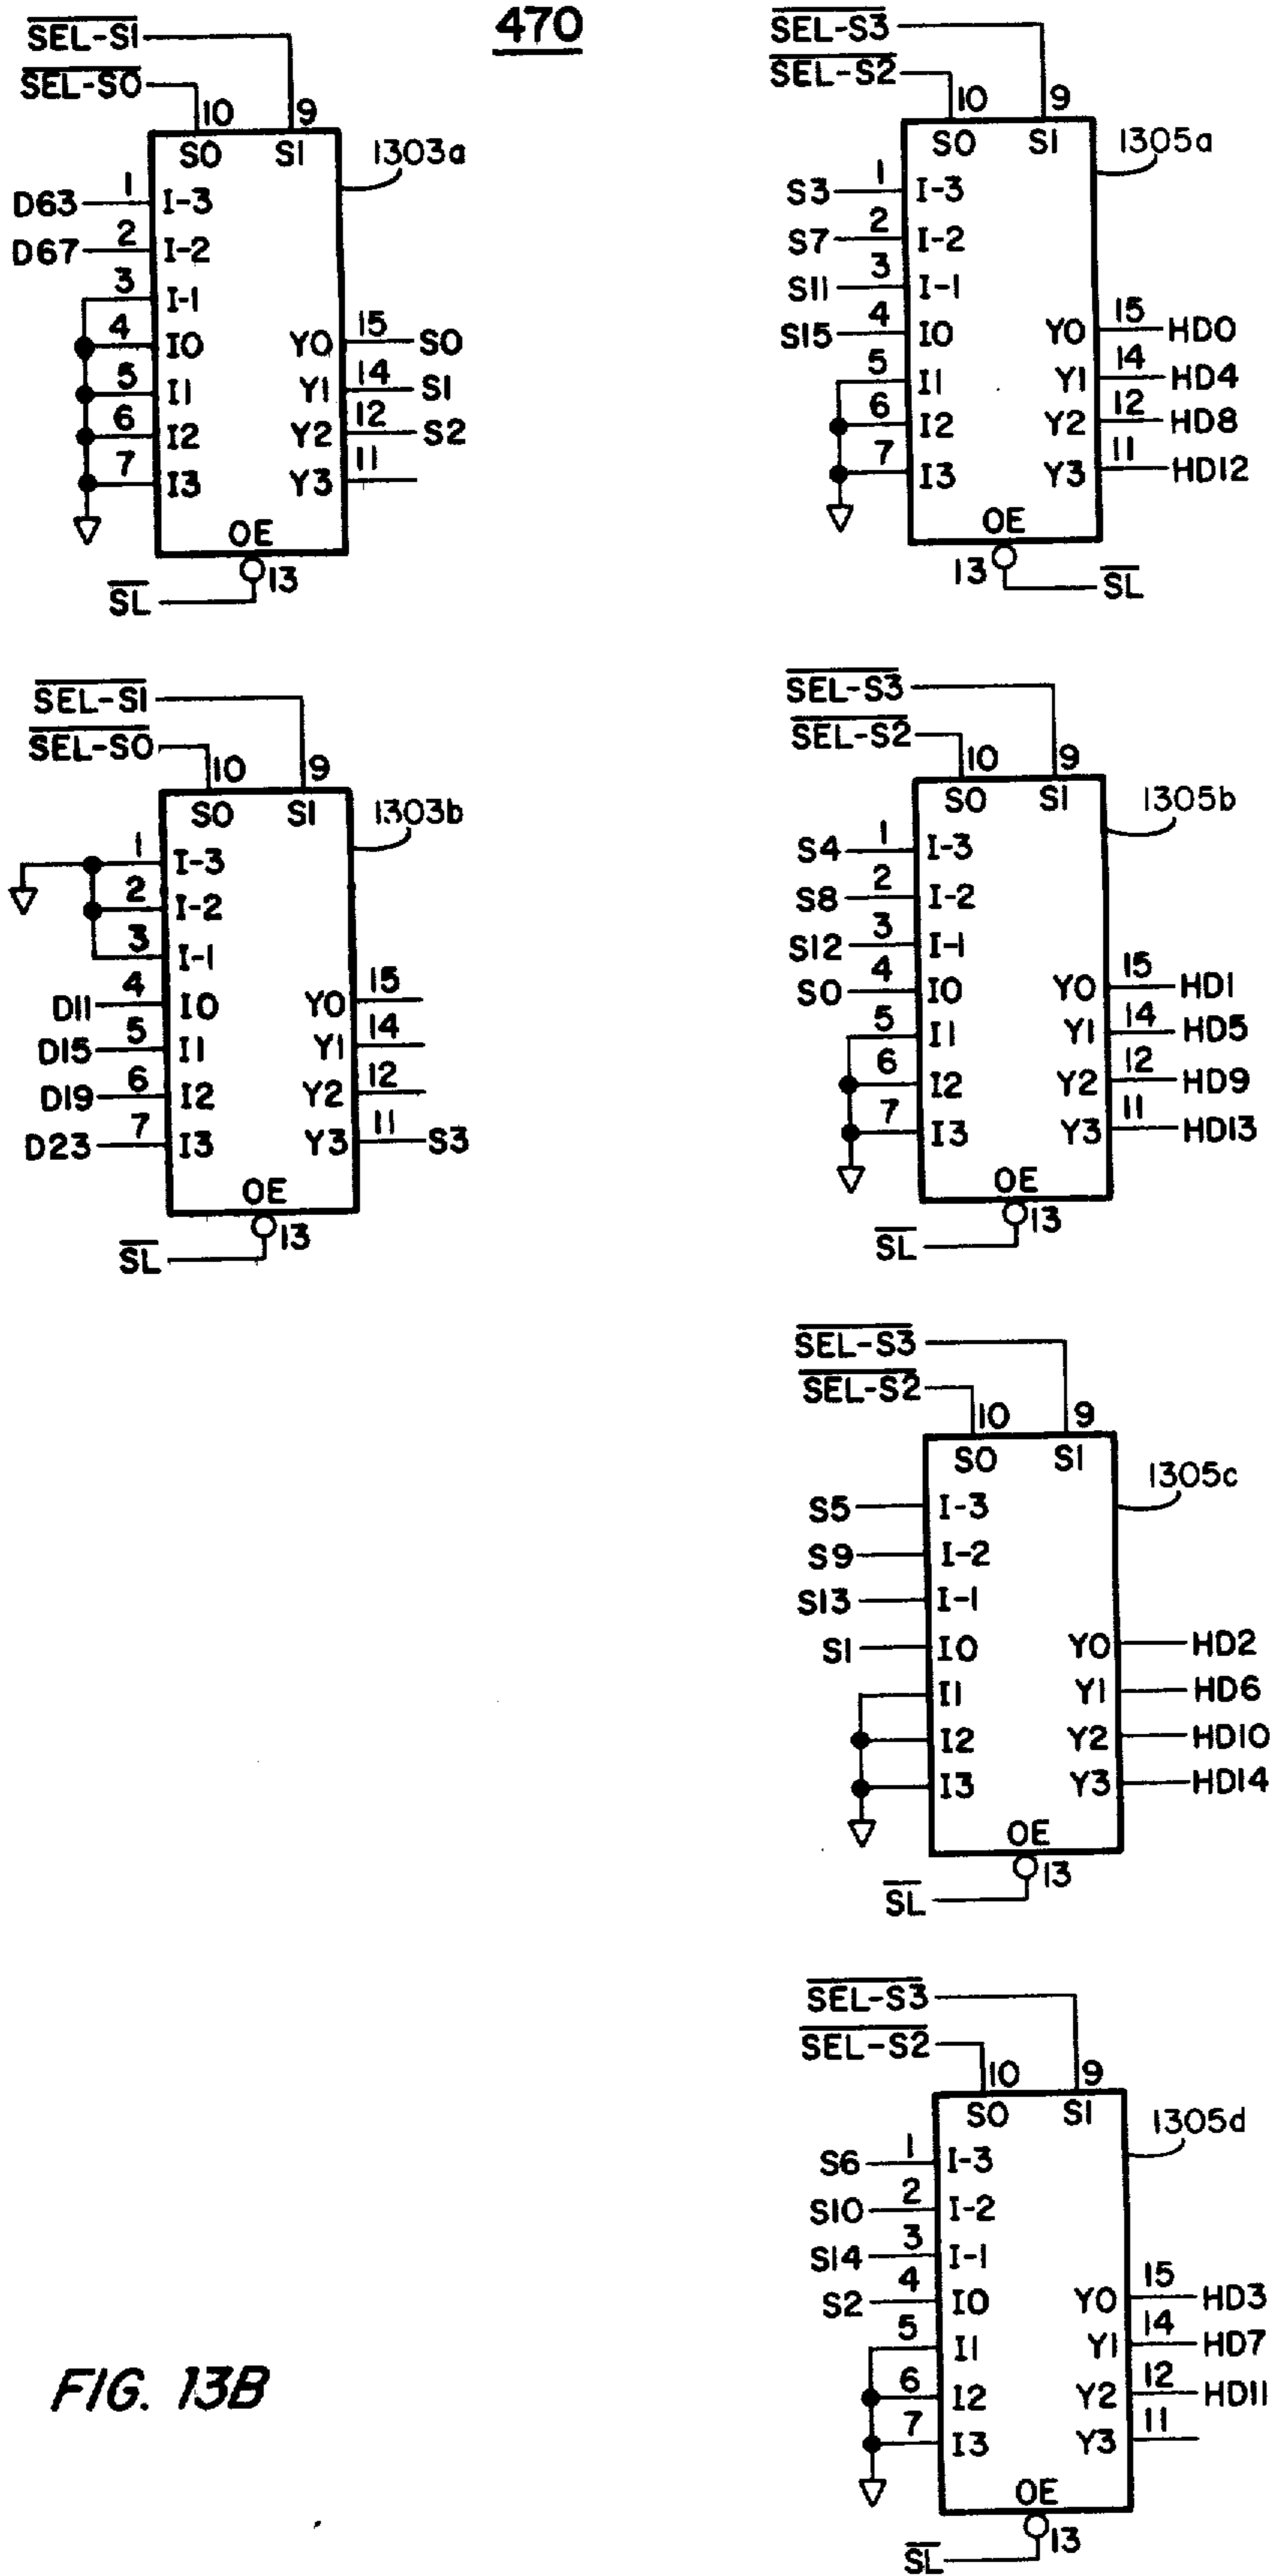 470
SEL-S1
SEL-S0
10 9
S0 S1
1303a
D63 1 I-3
D67 2 I-2
3 I-1
4 I0 Y0 15 S0
5 I1 Y1 14 S1
6 I2 Y2 12 S2
7 I3 Y3 11
OE
13
SL
SEL-S1
SEL-S0
10 9
S0 S1
1303b
1 I-3
2 I-2
3 I-1
D11 4 I0 Y0 15
D15 5 I1 Y1 14
D19 6 I2 Y2 12
D23 7 I3 Y3 11 S3
OE
13
SL
SEL-S3
SEL-S2
10 9
S0 S1
1305a
S3 1 I-3
S7 2 I-2
S11 3 I-1
S15 4 I0 Y0 15 HD0
5 I1 Y1 14 HD4
6 I2 Y2 12 HD8
7 I3 Y3 11 HD12
OE
13
SL
SEL-S3
SEL-S2
10 9
S0 S1
1305b
S4 1 I-3
S8 2 I-2
S12 3 I-1
S0 4 I0 Y0 15 HD1
5 I1 Y1 14 HD5
6 I2 Y2 12 HD9
7 I3 Y3 11 HD13
OE
13
SL
SEL-S3
SEL-S2
10 9
S0 S1
1305c
S5 I-3
S9 I-2
S13 I-1
S1 I0 Y0 HD2
I1 Y1 HD6
I2 Y2 HD10
I3 Y3 HD14
OE
13
SL
SEL-S3
SEL-S2
10 9
S0 S1
1305d
S6 1 I-3
S10 2 I-2
S14 3 I-1
S2 4 I0 Y0 15 HD3
5 I1 Y1 14 HD7
6 I2 Y2 12 HD11
7 I3 Y3 11
OE
13
SL
FIG. 13B